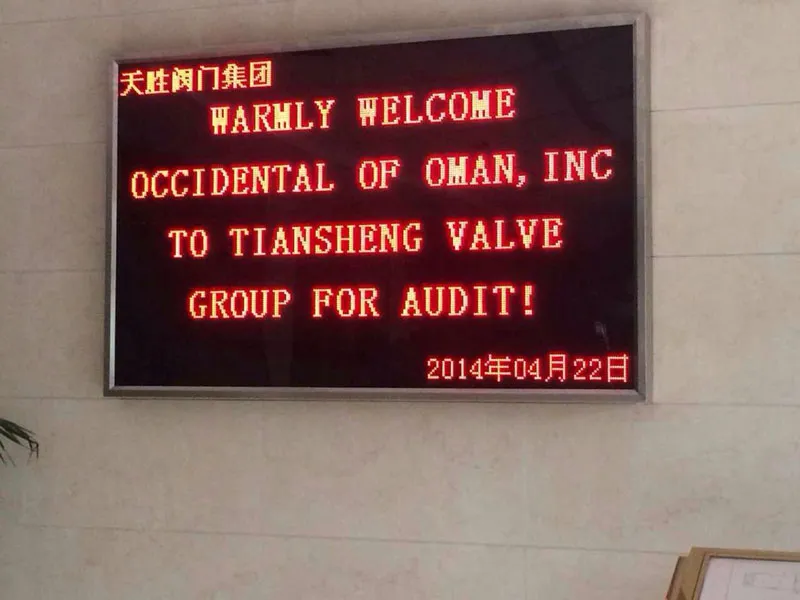 天胜阀门集团
WARMLY WELCOME
OCCIDENTAL OF OMAN, INC
TO TIANSHENG VALVE
GROUP FOR AUDIT!
2014年04月22日